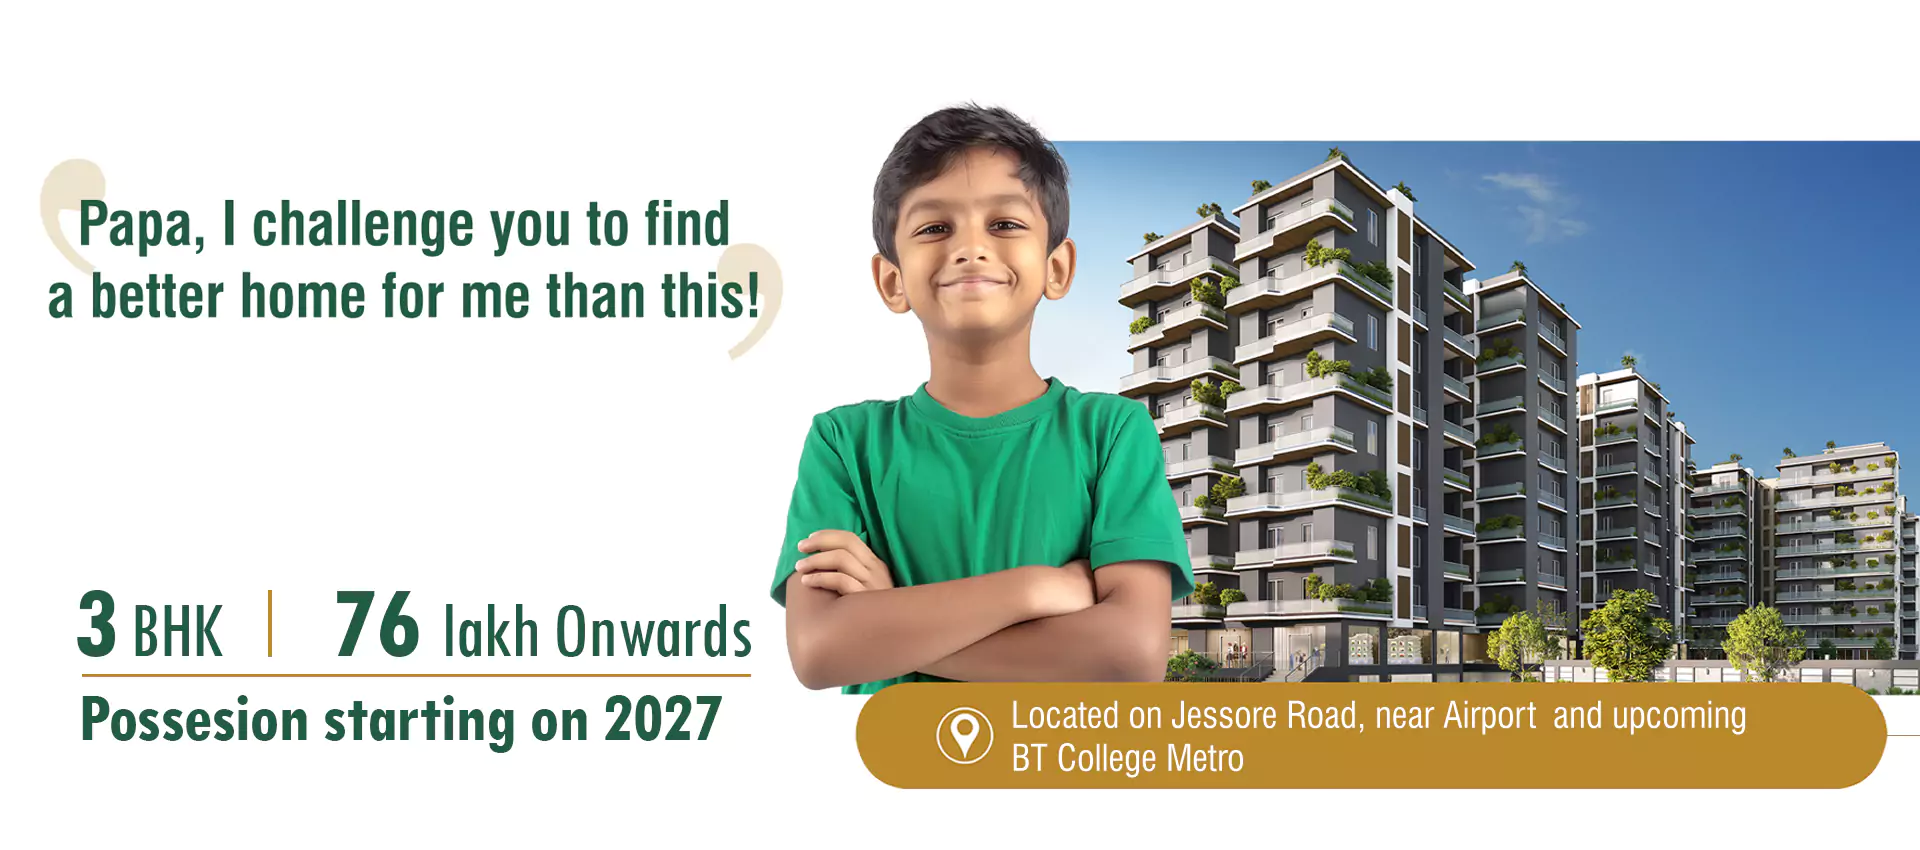 Papa, I challenge you to find
a better home for me than this!
3 BHK | 76 lakh Onwards
Possesion starting on 2027
Located on Jessore Road, near Airport and upcoming
BT College Metro